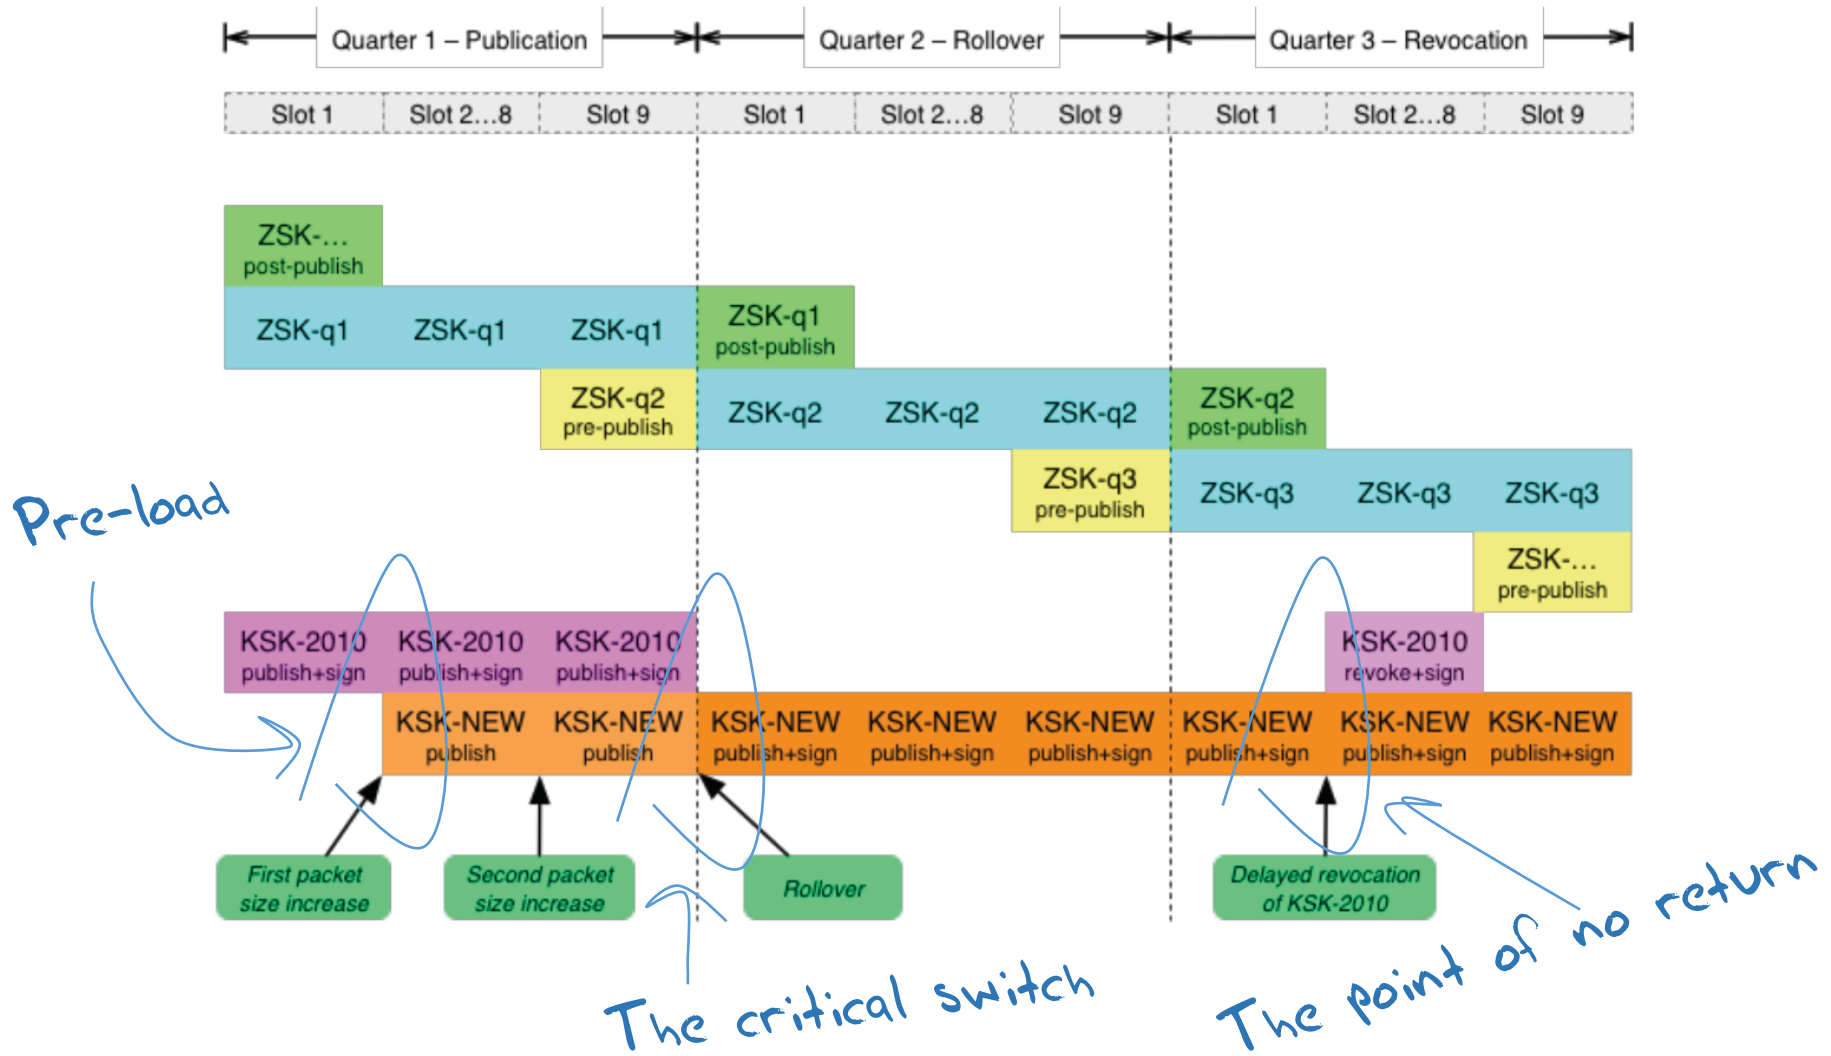 Quarter 1 – Publication
Quarter 2 – Rollover
Quarter 3 – Revocation
Slot 1
Slot 2...8
Slot 9
Slot 1
Slot 2...8
Slot 9
Slot 1
Slot 2...8
Slot 9
ZSK-...
post-publish
ZSK-q1
ZSK-q1
ZSK-q1
ZSK-q1
post-publish
ZSK-q2
pre-publish
ZSK-q2
ZSK-q2
ZSK-q2
ZSK-q2
post-publish
ZSK-q3
pre-publish
ZSK-q3
ZSK-q3
ZSK-q3
ZSK-...
pre-publish
Pre-load
KSK-2010
publish+sign
KSK-2010
publish+sign
KSK-2010
publish+sign
KSK-2010
revoke+sign
KSK-NEW
publish
KSK-NEW
publish
KSK-NEW
publish+sign
KSK-NEW
publish+sign
KSK-NEW
publish+sign
KSK-NEW
publish+sign
KSK-NEW
publish+sign
KSK-NEW
publish+sign
First packet
size increase
Second packet
size increase
Rollover
Delayed revocation
of KSK-2010
The critical switch
The point of no return